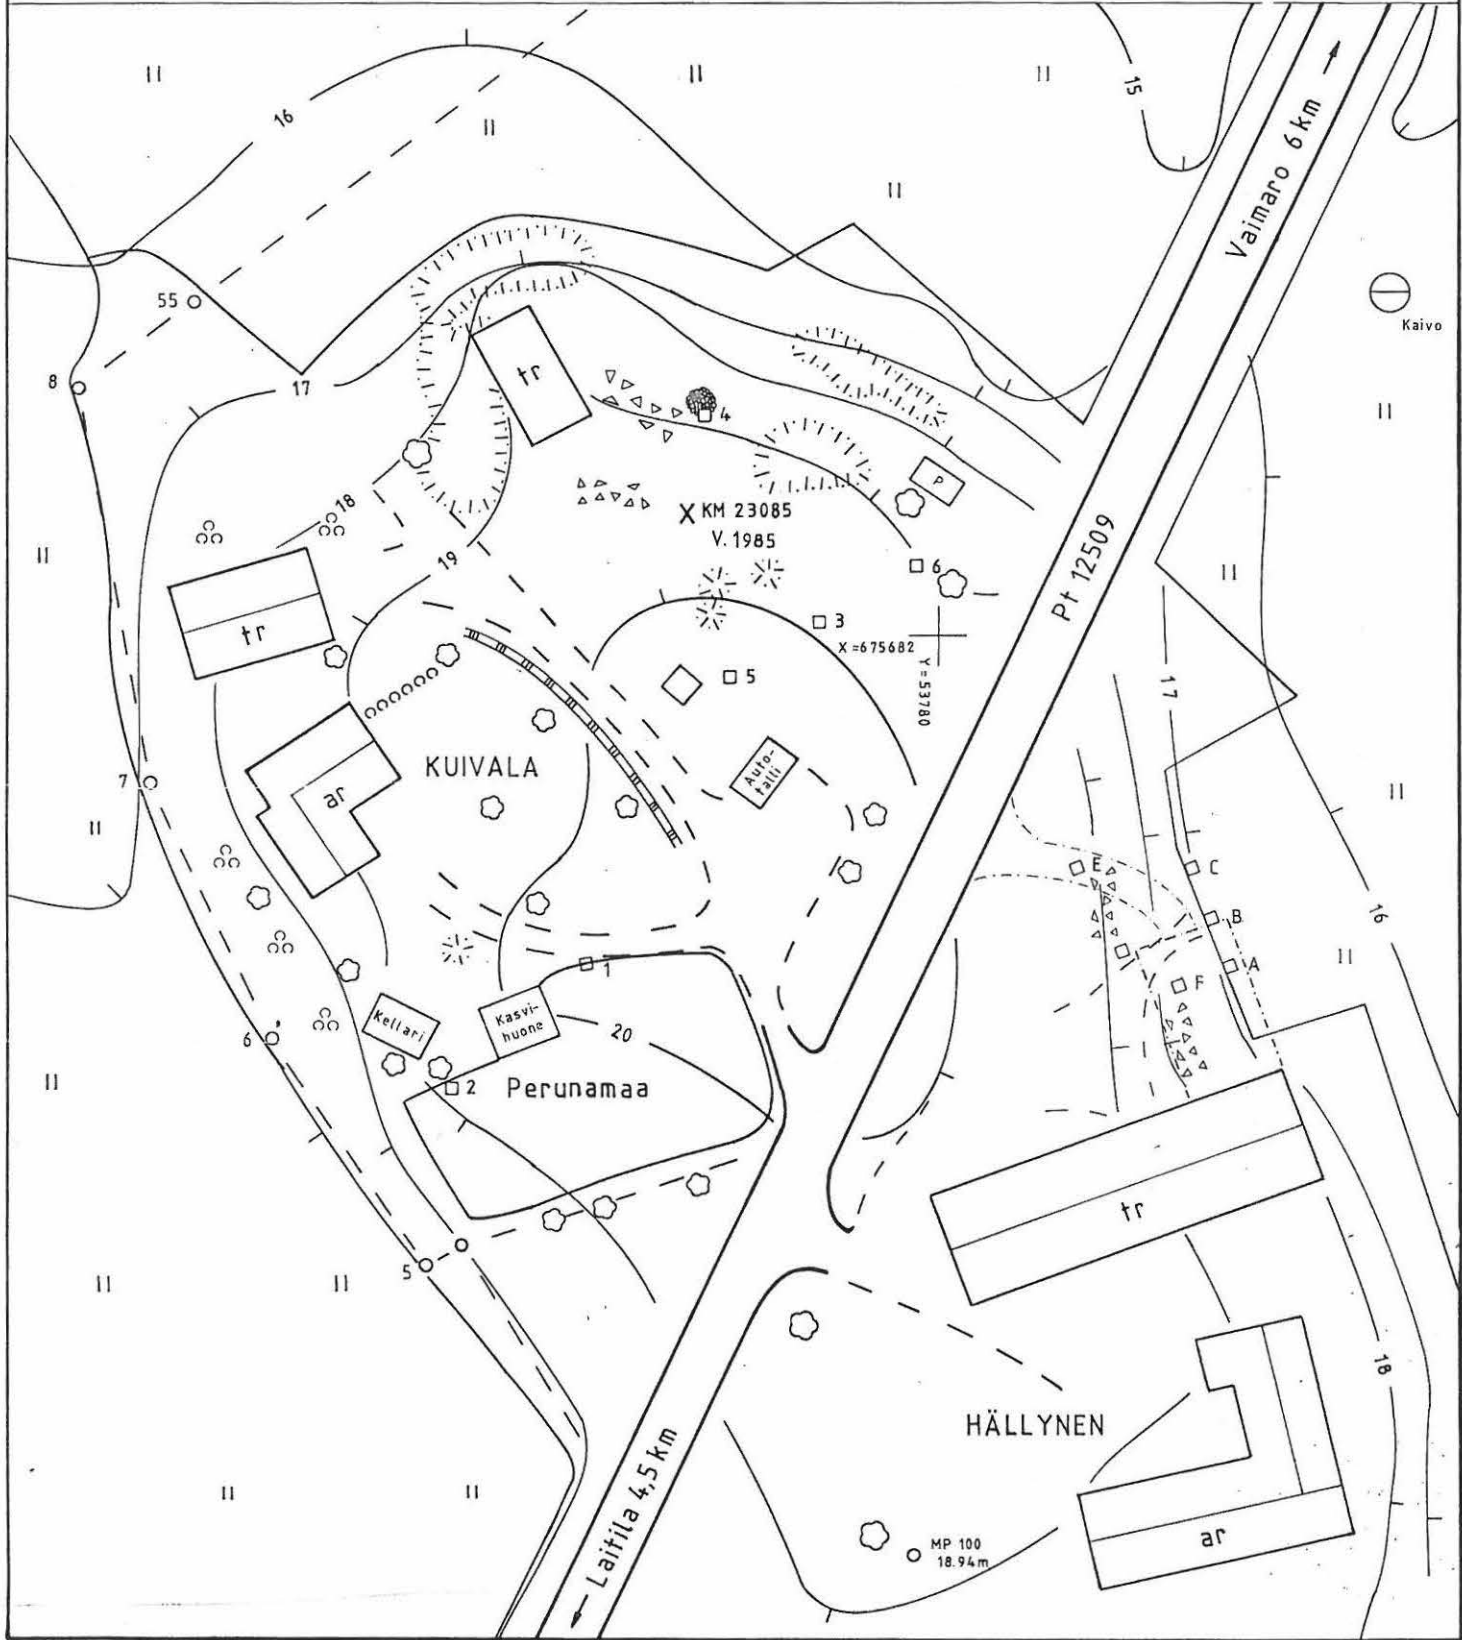 16
15
Vaimaro 6 km
55
Kaivo
8
17
tr
4
P
18
X KM 23085
V. 1985
Pt 12509
19
6
tr
3
X = 675682
Y = 53780
5
17
KUIVALA
Auto-
talli
7
ar
E
C
B
16
A
1
F
Kellari
Kasvi-
huone
20
6'
2
Perunamaa
tr
5
18
HÄLLYNEN
Laitila 4,5 km
ar
MP 100
18.94m